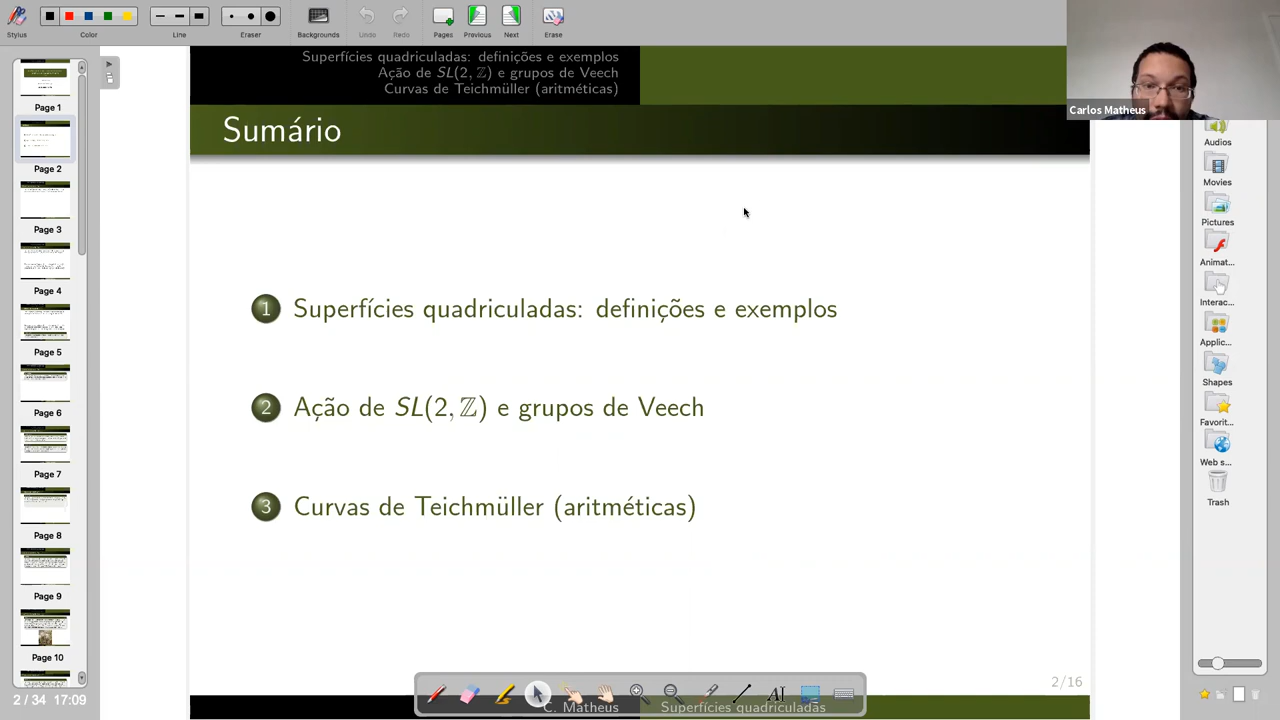 Stylus
Color
Line
Eraser
Backgrounds
Undo
Redo
Pages
Previous
Next
Erase
Superfícies quadriculadas: definições e exemplos
Ação de SL(2, ℤ) e grupos de Veech
Curvas de Teichmüller (aritméticas)
Carlos Matheus
Sumário
1 Superfícies quadriculadas: definições e exemplos
2 Ação de SL(2, ℤ) e grupos de Veech
3 Curvas de Teichmüller (aritméticas)
2/16
C. Matheus
Superfícies quadriculadas
Page 1
Page 2
Page 3
Page 4
Page 5
Page 6
Page 7
Page 8
Page 9
Page 10
2 / 34 17:09
Audios
Movies
Pictures
Animat...
Interac...
Applic...
Shapes
Favorit...
Web s...
Trash